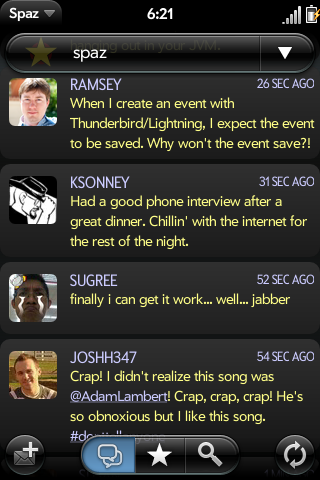 Spaz
6:21
out in your JVM.
spaz
RAMSEY
26 SEC AGO
When I create an event with
Thunderbird/Lightning, I expect the event
to be saved. Why won't the event save?!
KSONNEY
31 SEC AGO
Had a good phone interview after a
great dinner. Chillin' with the internet for
the rest of the night.
SUGREE
52 SEC AGO
finally i can get it work... well... jabber
JOSHH347
54 SEC AGO
Crap! I didn't realize this song was
@AdamLambert! Crap, crap, crap! He's
so obnoxious but I like this song.